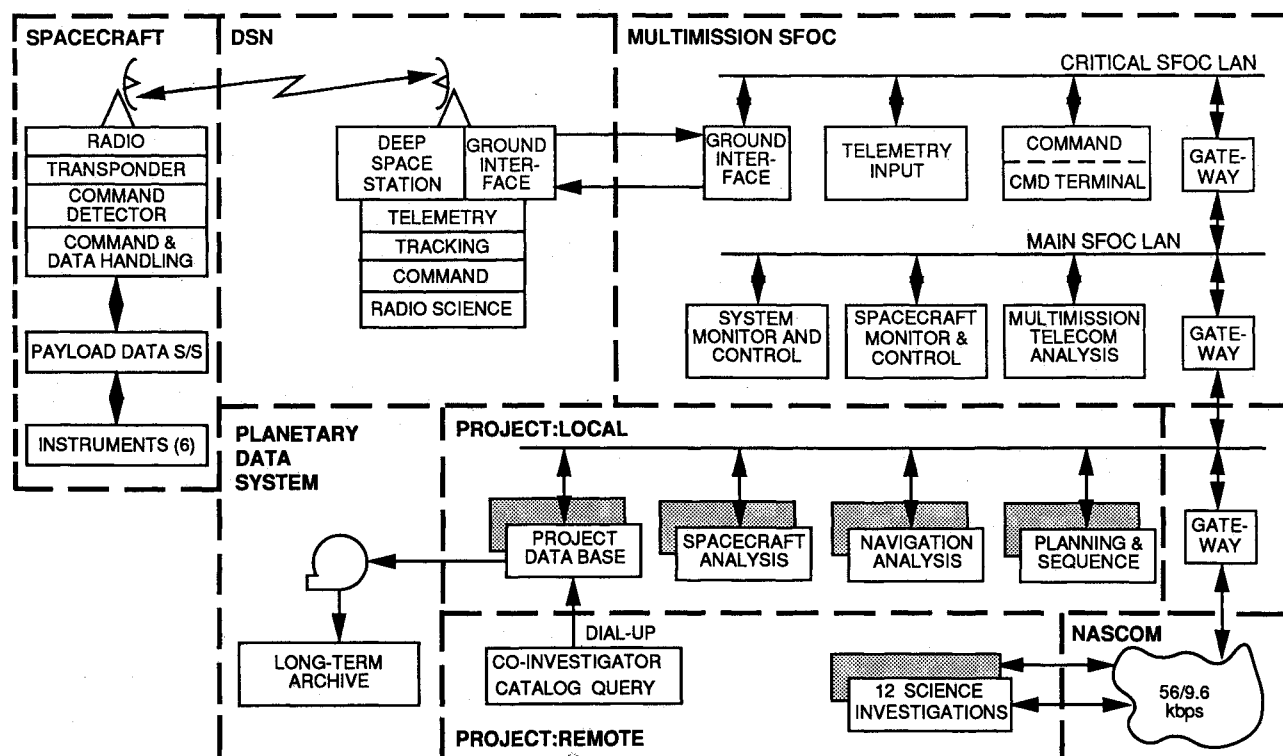 SPACECRAFT
RADIO
TRANSPONDER
COMMAND
DETECTOR
COMMAND &
DATA HANDLING
PAYLOAD DATA S/S
INSTRUMENTS (6)
DSN
DEEP
SPACE
STATION
GROUND
INTER-
FACE
TELEMETRY
TRACKING
COMMAND
RADIO SCIENCE
MULTIMISSION SFOC
CRITICAL SFOC LAN
GROUND
INTER-
FACE
TELEMETRY
INPUT
COMMAND
CMD TERMINAL
GATE-
WAY
MAIN SFOC LAN
SYSTEM
MONITOR AND
CONTROL
SPACECRAFT
MONITOR &
CONTROL
MULTIMISSION
TELECOM
ANALYSIS
GATE-
WAY
PLANETARY
DATA
SYSTEM
LONG-TERM
ARCHIVE
PROJECT:LOCAL
PROJECT
DATA BASE
SPACECRAFT
ANALYSIS
NAVIGATION
ANALYSIS
PLANNING &
SEQUENCE
GATE-
WAY
DIAL-UP
CO-INVESTIGATOR
CATALOG QUERY
PROJECT:REMOTE
12 SCIENCE
INVESTIGATIONS
NASCOM
56/9.6
kbps